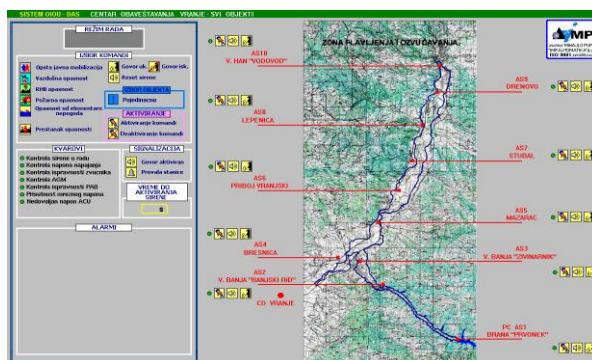 SISTEM OIOU - DAS CENTAR OBAVEŠTAVANJA VRANJE - SVI OBJEKTI
REŽIM RADA
IZBOR KOMANDI
Opšta javna mobilizacija
Vazdušna opasnost
RHB opasnost
Požarna opasnost
Opasnost od elementarnih nepogoda
Prestanak opasnosti
Govor uk.
Govor isk.
Reset sirene
IZBOR OBJEKTA
Pojedinačno
AKTIVIRANJE
Aktiviranje komandi
Deaktiviranje komandi
KVAROVI
Kontrola sirene u radu
Kontrola napona napajanja
Kontrola ispravnosti zvučnika
Kontrola AGM
Kontrola ispravnosti PAB
Prisutnost mrežnog napona
Nedovoljan napon ACU
SIGNALIZACIJA
Govor aktiviran
Provala stanice
VREME DO
AKTIVIRANJA
SIRENE
s
ALARMI
ZONA PLAVLJENJA I OZVUČAVANJA
AS10
V. HAN "VODOVOD"
AS9
DRENOVO
AS8
LEPENICA
AS7
STUBAL
AS6
PRIBOJ VRANJSKI
AS5
MAZARAC
AS4
BRESNICA
AS3
V. BANJA "ZIVINARNIK"
AS2
V. BANJA "BANJSKI RID"
CO VRANJE
PC AS1
BRANA "PRVONEK"